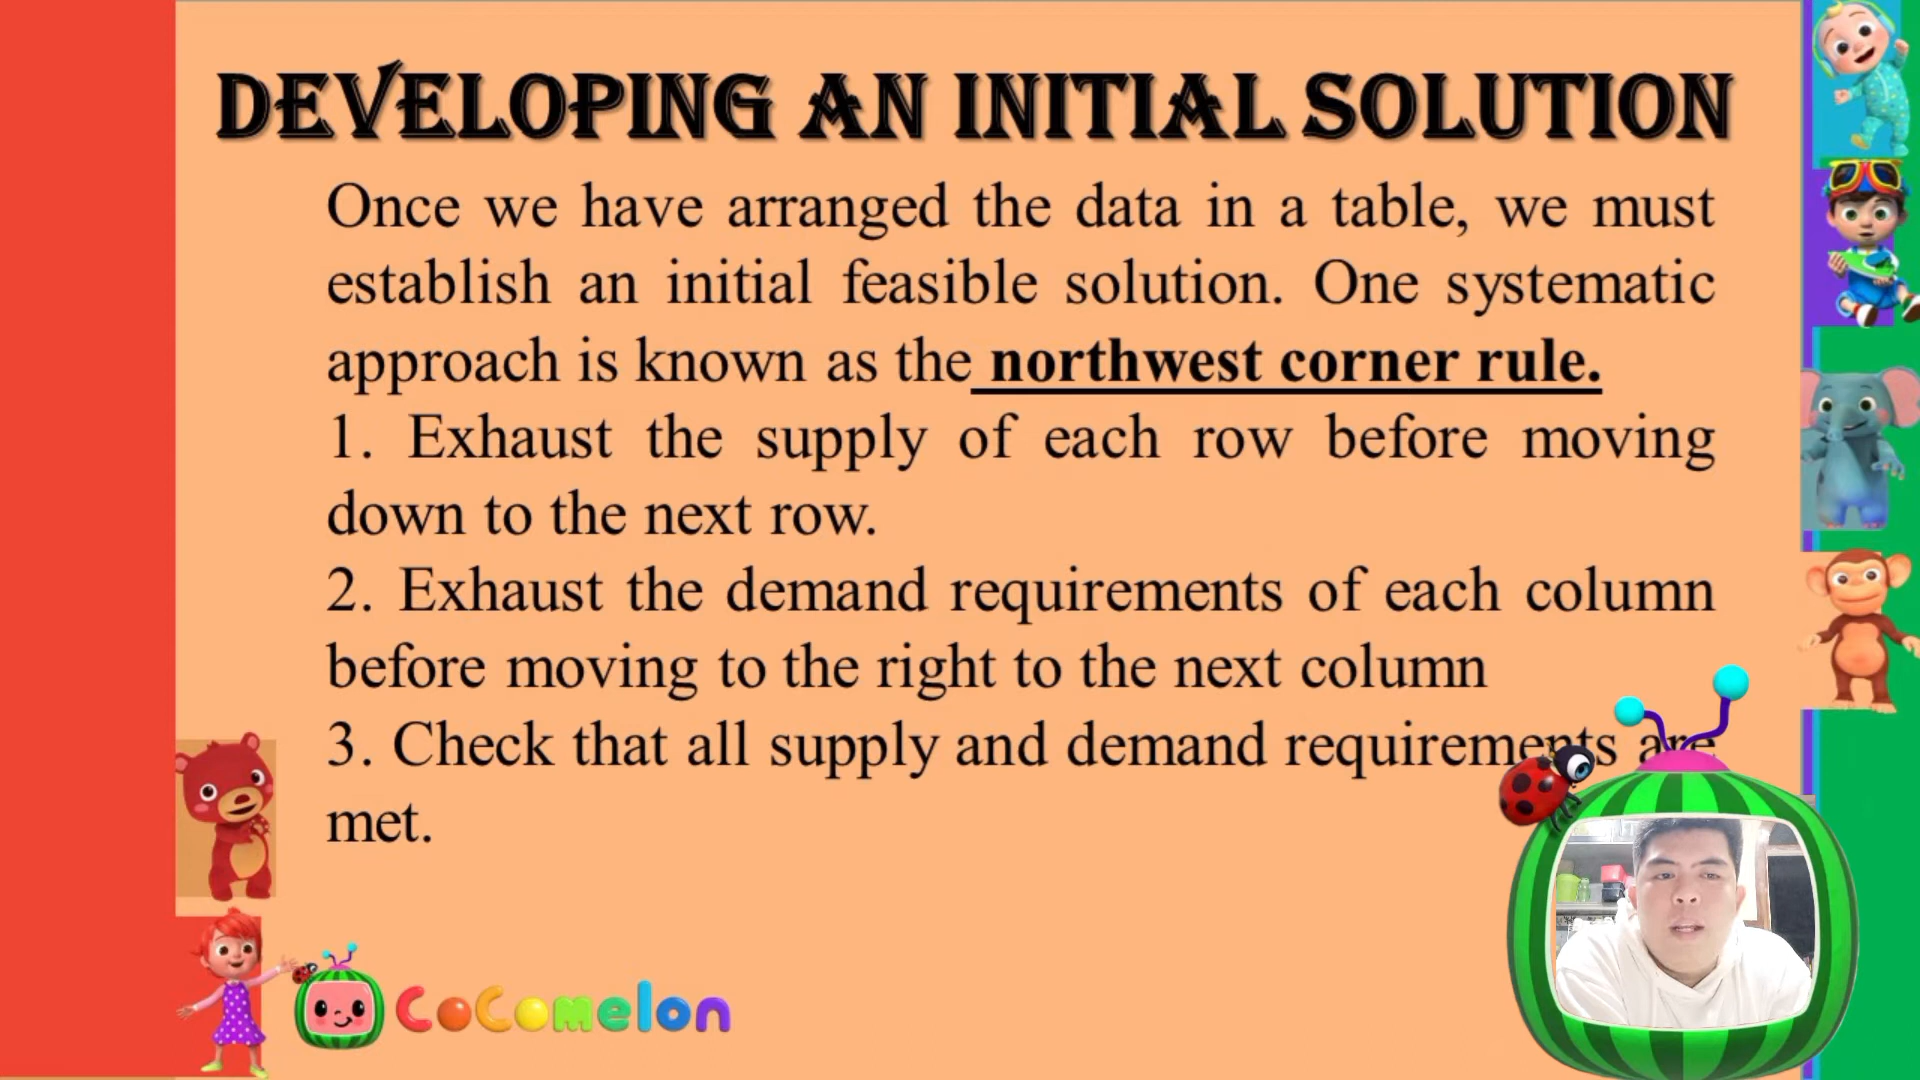 DEVELOPING AN INITIAL SOLUTION
Once we have arranged the data in a table, we must
establish an initial feasible solution. One systematic
approach is known as the northwest corner rule.
1. Exhaust the supply of each row before moving
down to the next row.
2. Exhaust the demand requirements of each column
before moving to the right to the next column
3. Check that all supply and demand requirements are
met.
CoComelon